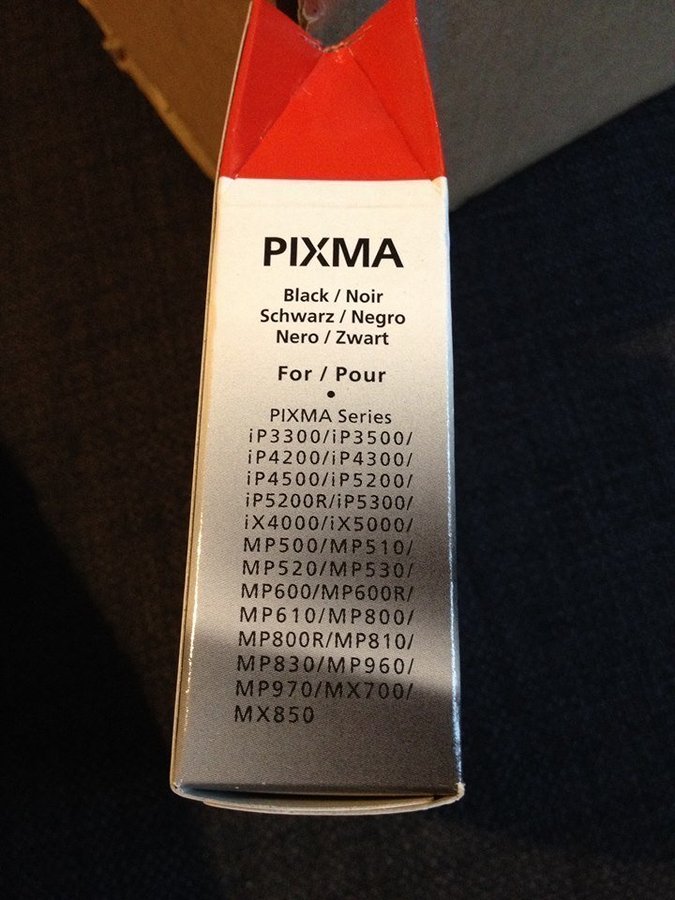 PIXMA
Black / Noir
Schwarz / Negro
Nero / Zwart
For / Pour
•
PIXMA Series
iP3300/iP3500/
iP4200/iP4300/
iP4500/iP5200/
iP5200R/iP5300/
iX4000/iX5000/
MP500/MP510/
MP520/MP530/
MP600/MP600R/
MP610/MP800/
MP800R/MP810/
MP830/MP960/
MP970/MX700/
MX850